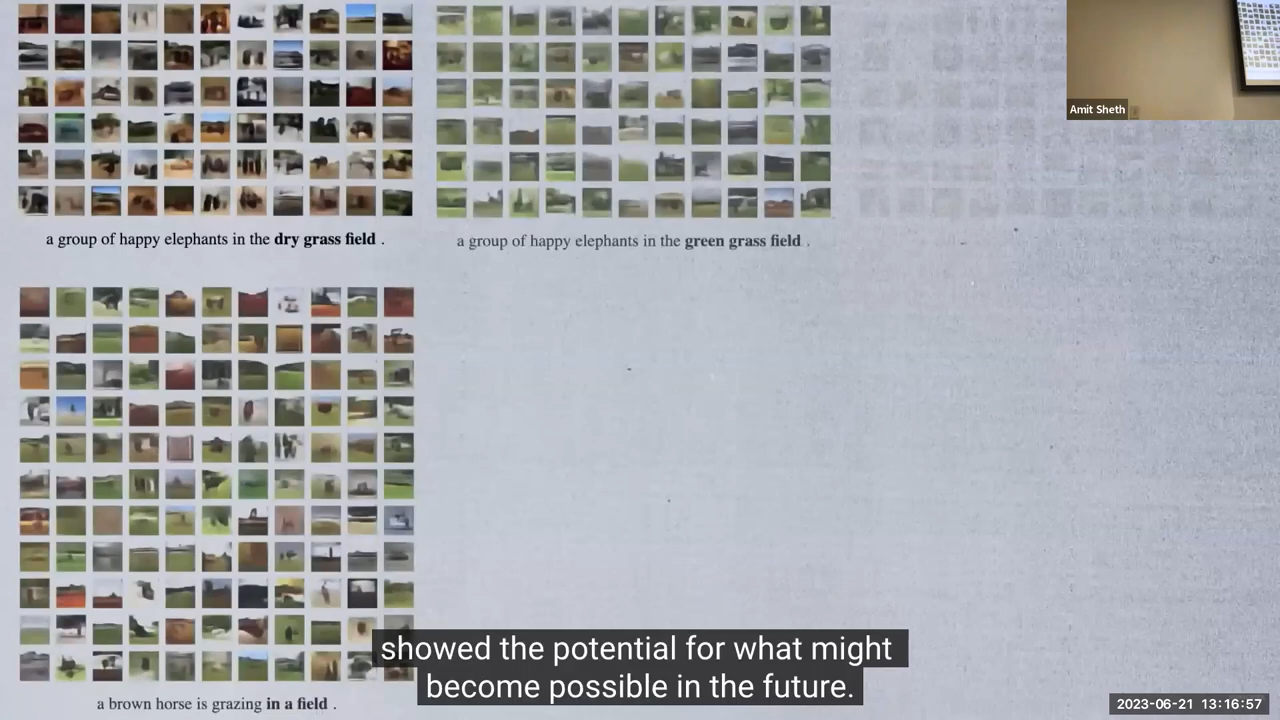 Amit Sheth
a group of happy elephants in the dry grass field .
a group of happy elephants in the green grass field .
showed the potential for what might
become possible in the future.
a brown horse is grazing in a field .
2023-06-21 13:16:57